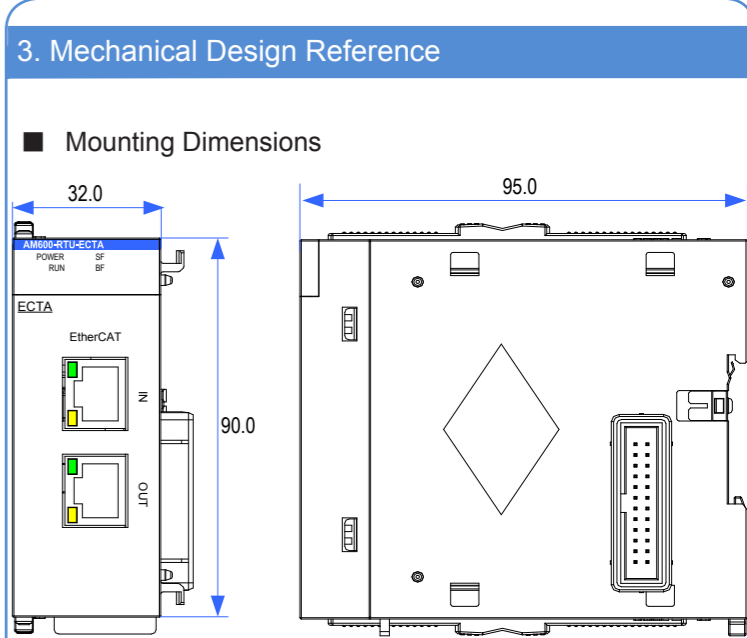 3. Mechanical Design Reference
■ Mounting Dimensions
32.0
95.0
AM600-RTU-ECTA
POWER SF
RUN BF
ECTA
EtherCAT
IN
90.0
OUT